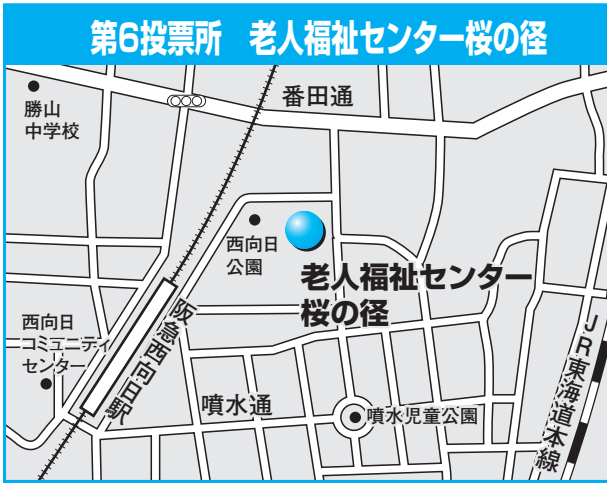 第6投票所　老人福祉センター桜の径
番田通
勝山
中学校
西向日
公園
老人福祉センター
桜の径
阪急西向日駅
西向日
コミュニティ
センター
噴水通
噴水児童公園
JR東海道本線